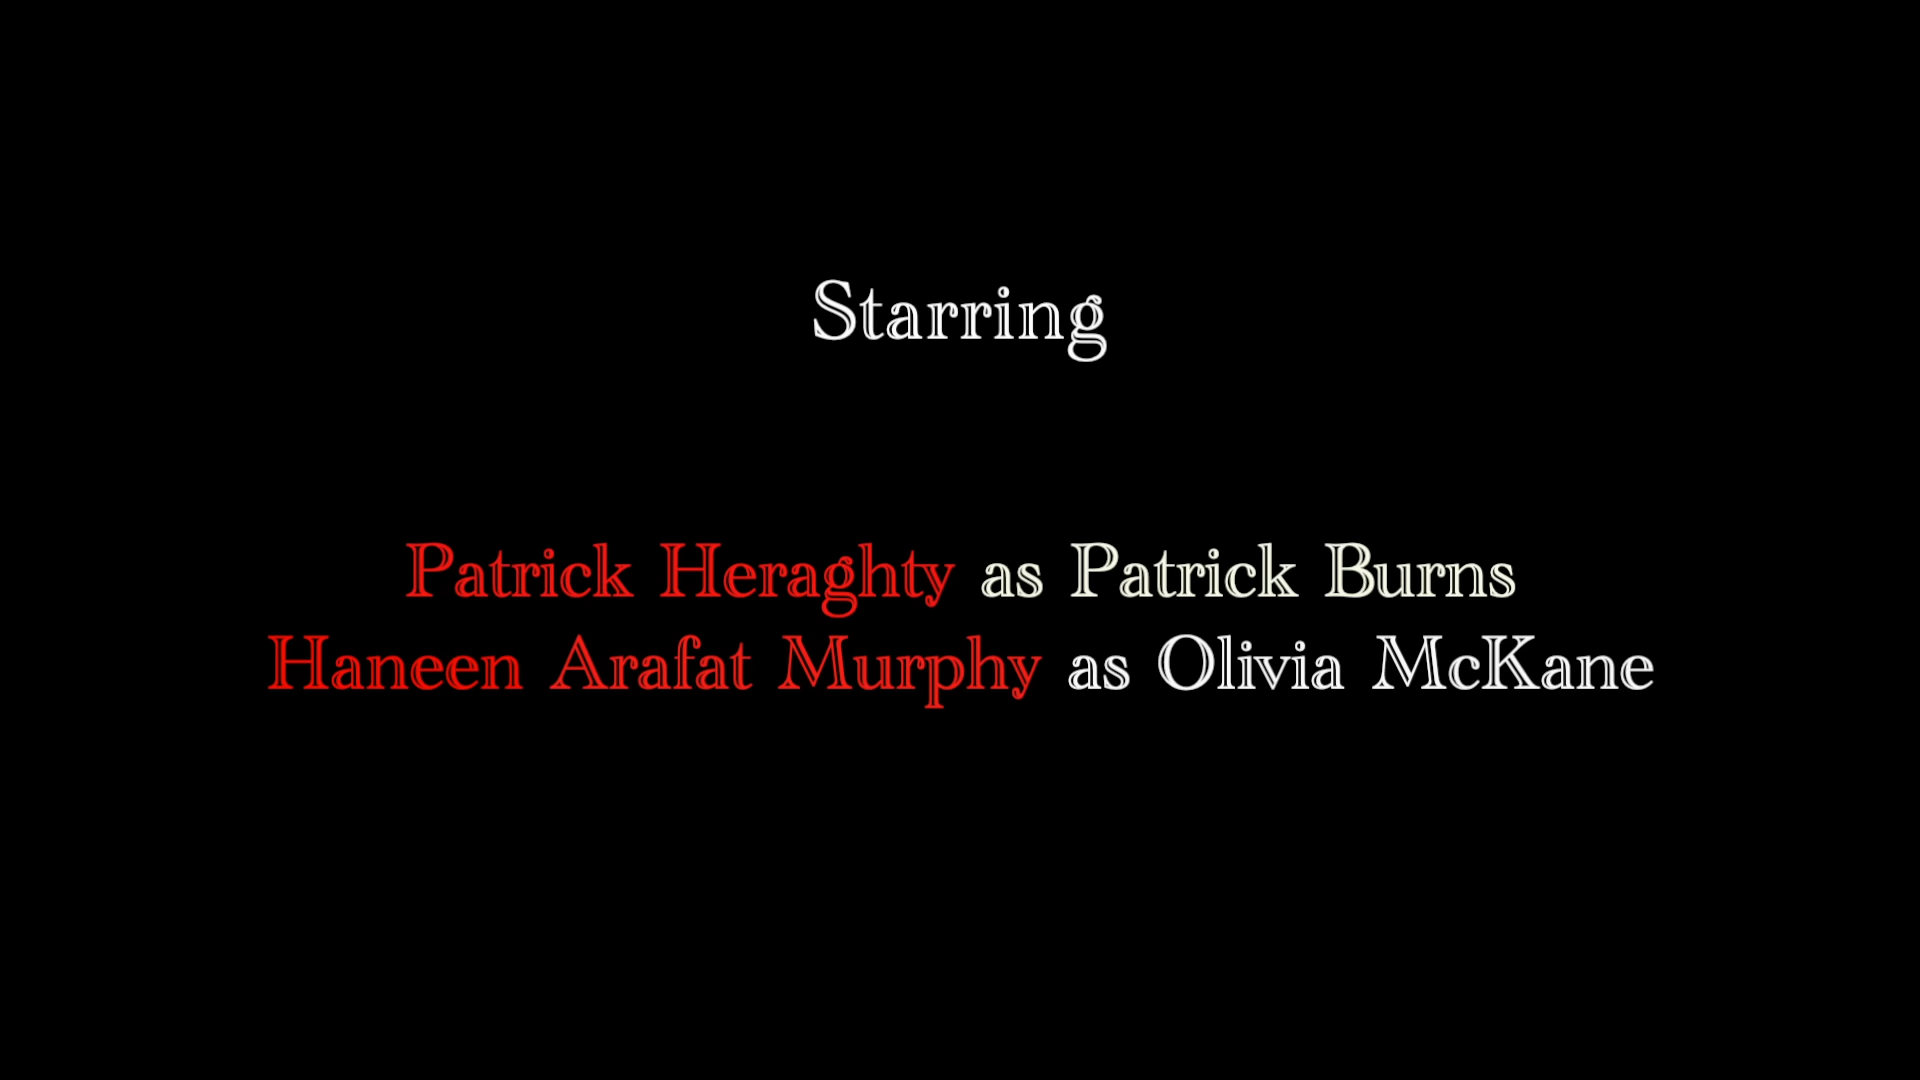 Starring
Patrick Heraghty as Patrick Burns
Haneen Arafat Murphy as Olivia McKane